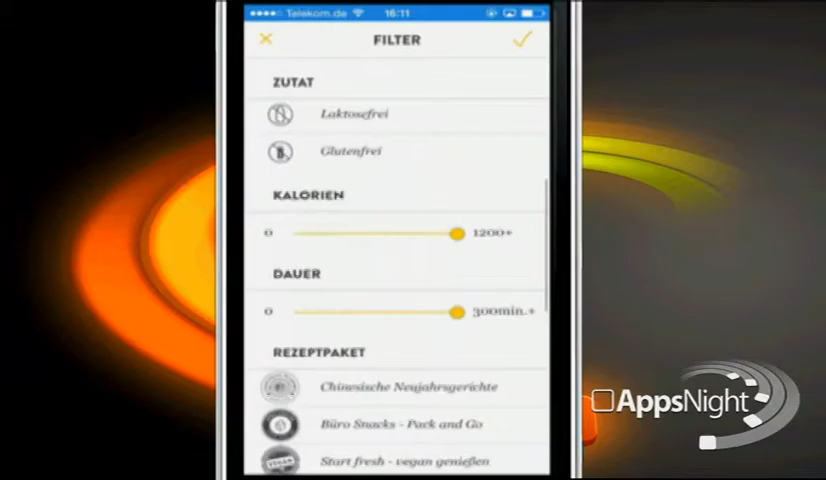 Telekom.de 16:11
FILTER
ZUTAT
Laktosefrei
Glutenfrei
KALORIEN
0 1200+
DAUER
0 300min.+
REZEPTPAKET
Chinesische Neujahrsgerichte
Büro Snacks - Pack and Go
VEGAN
Start fresh - vegan genießen
AppsNight